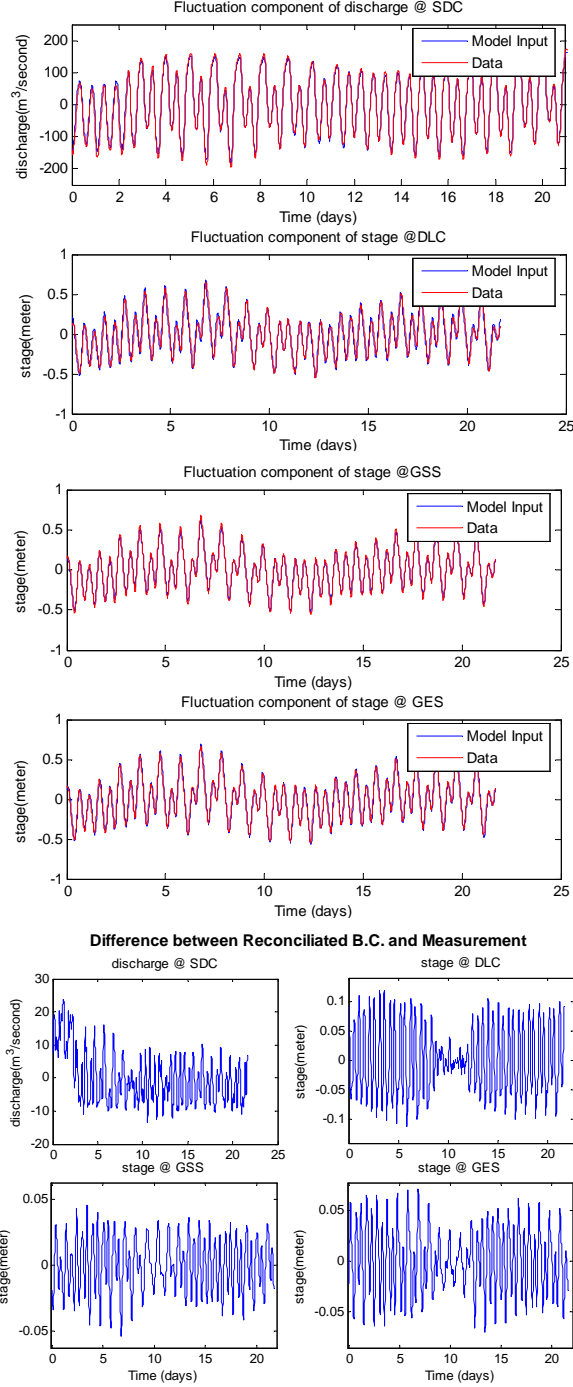 Fluctuation component of discharge @ SDC
discharge(m³/second)
200
100
0
-100
-200
Model Input
Data
0 2 4 6 8 10 12 14 16 18 20
Time (days)
Fluctuation component of stage @DLC
stage(meter)
1
0.5
0
-0.5
-1
Model Input
Data
0 5 10 15 20 25
Time (days)
Fluctuation component of stage @GSS
stage(meter)
1
0.5
0
-0.5
-1
Model Input
Data
0 5 10 15 20 25
Time (days)
Fluctuation component of stage @ GES
stage(meter)
1
0.5
0
-0.5
-1
Model Input
Data
0 5 10 15 20 25
Time (days)
Difference between Reconciliated B.C. and Measurement
discharge @ SDC
discharge(m³/second)
30
20
10
0
-10
-20
0 5 10 15 20 25
stage @ DLC
stage(meter)
0.1
0.05
0
-0.05
-0.1
0 5 10 15 20
stage @ GSS
stage(meter)
0.05
0
-0.05
0 5 10 15 20
Time (days)
stage @ GES
stage(meter)
0.05
0
-0.05
0 5 10 15 20
Time (days)